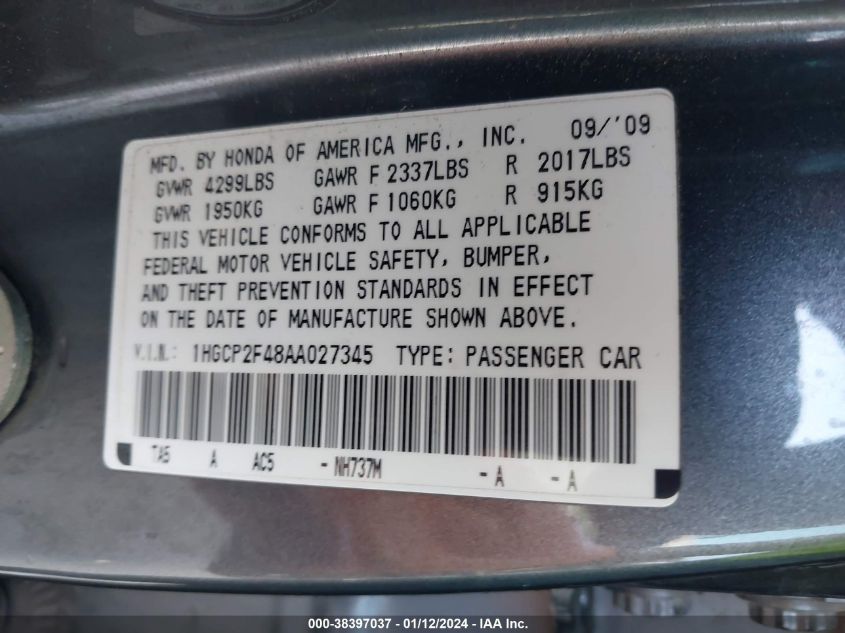 MFD. BY HONDA OF AMERICA MFG., INC. 09/'09
GVWR 4299LBS GAWR F 2337LBS R 2017LBS
GVWR 1950KG GAWR F 1060KG R 915KG
THIS VEHICLE CONFORMS TO ALL APPLICABLE
FEDERAL MOTOR VEHICLE SAFETY, BUMPER,
AND THEFT PREVENTION STANDARDS IN EFFECT
ON THE DATE OF MANUFACTURE SHOWN ABOVE.
V.I.N.: 1HGCP2F48AA027345 TYPE: PASSENGER CAR
TA5 A AC5 - NH737M - A - A
000-38397037 - 01/12/2024 - IAA Inc.